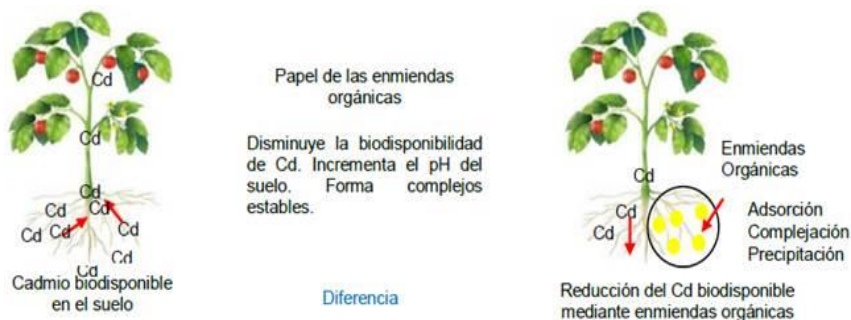 Cd
Cd
Cd
Cd
Cd
Cd
Cd
Cd
Cd
Cd
Cadmio biodisponible
en el suelo
Papel de las enmiendas
orgánicas
Disminuye la biodisponibilidad
de Cd. Incrementa el pH del
suelo. Forma complejos
estables.
Diferencia
Cd
Cd
Cd
Enmiendas
Orgánicas
Adsorción
Complejación
Precipitación
Reducción del Cd biodisponible
mediante enmiendas orgánicas